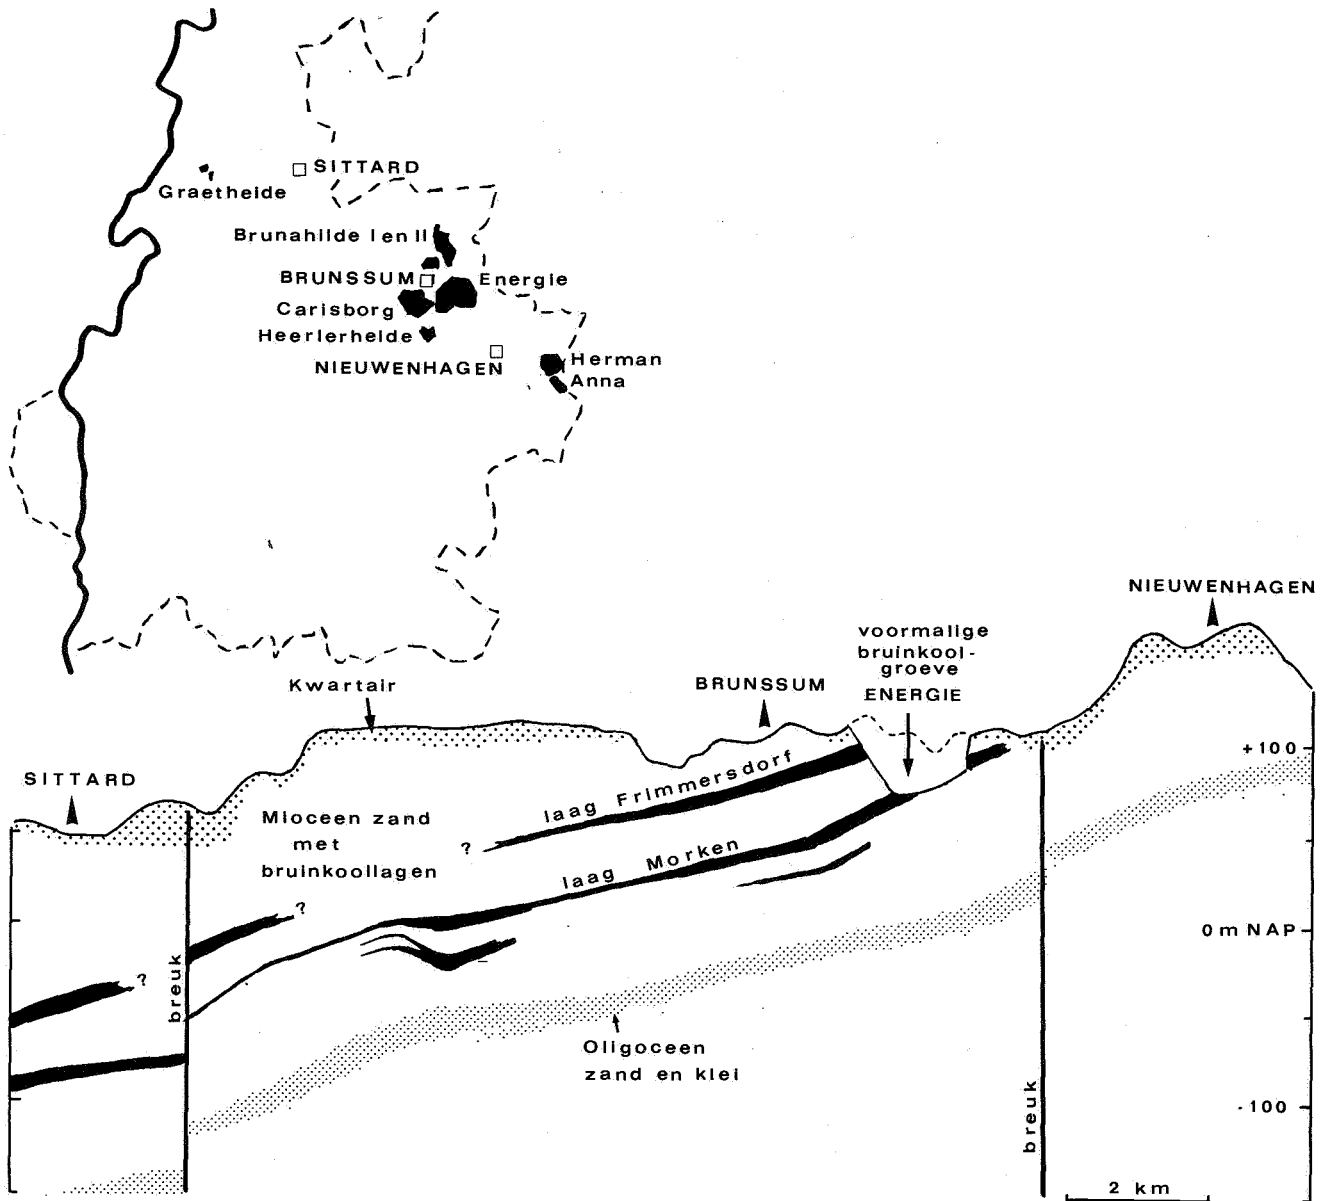 SITTARD
Graetheide
Brunahilde I en II
BRUNSSUM
Energie
Carisborg
Heerlerheide
NIEUWENHAGEN
Herman
Anna
NIEUWENHAGEN
voormalige
bruinkool-
groeve
ENERGIE
Kwartair
BRUNSSUM
SITTARD
+100
laag Frimmersdorf
Mioceen zand
met
bruinkoollagen
?
laag Morken
?
0 m NAP
breuk
?
Oligoceen
zand en klei
-100
breuk
2 km